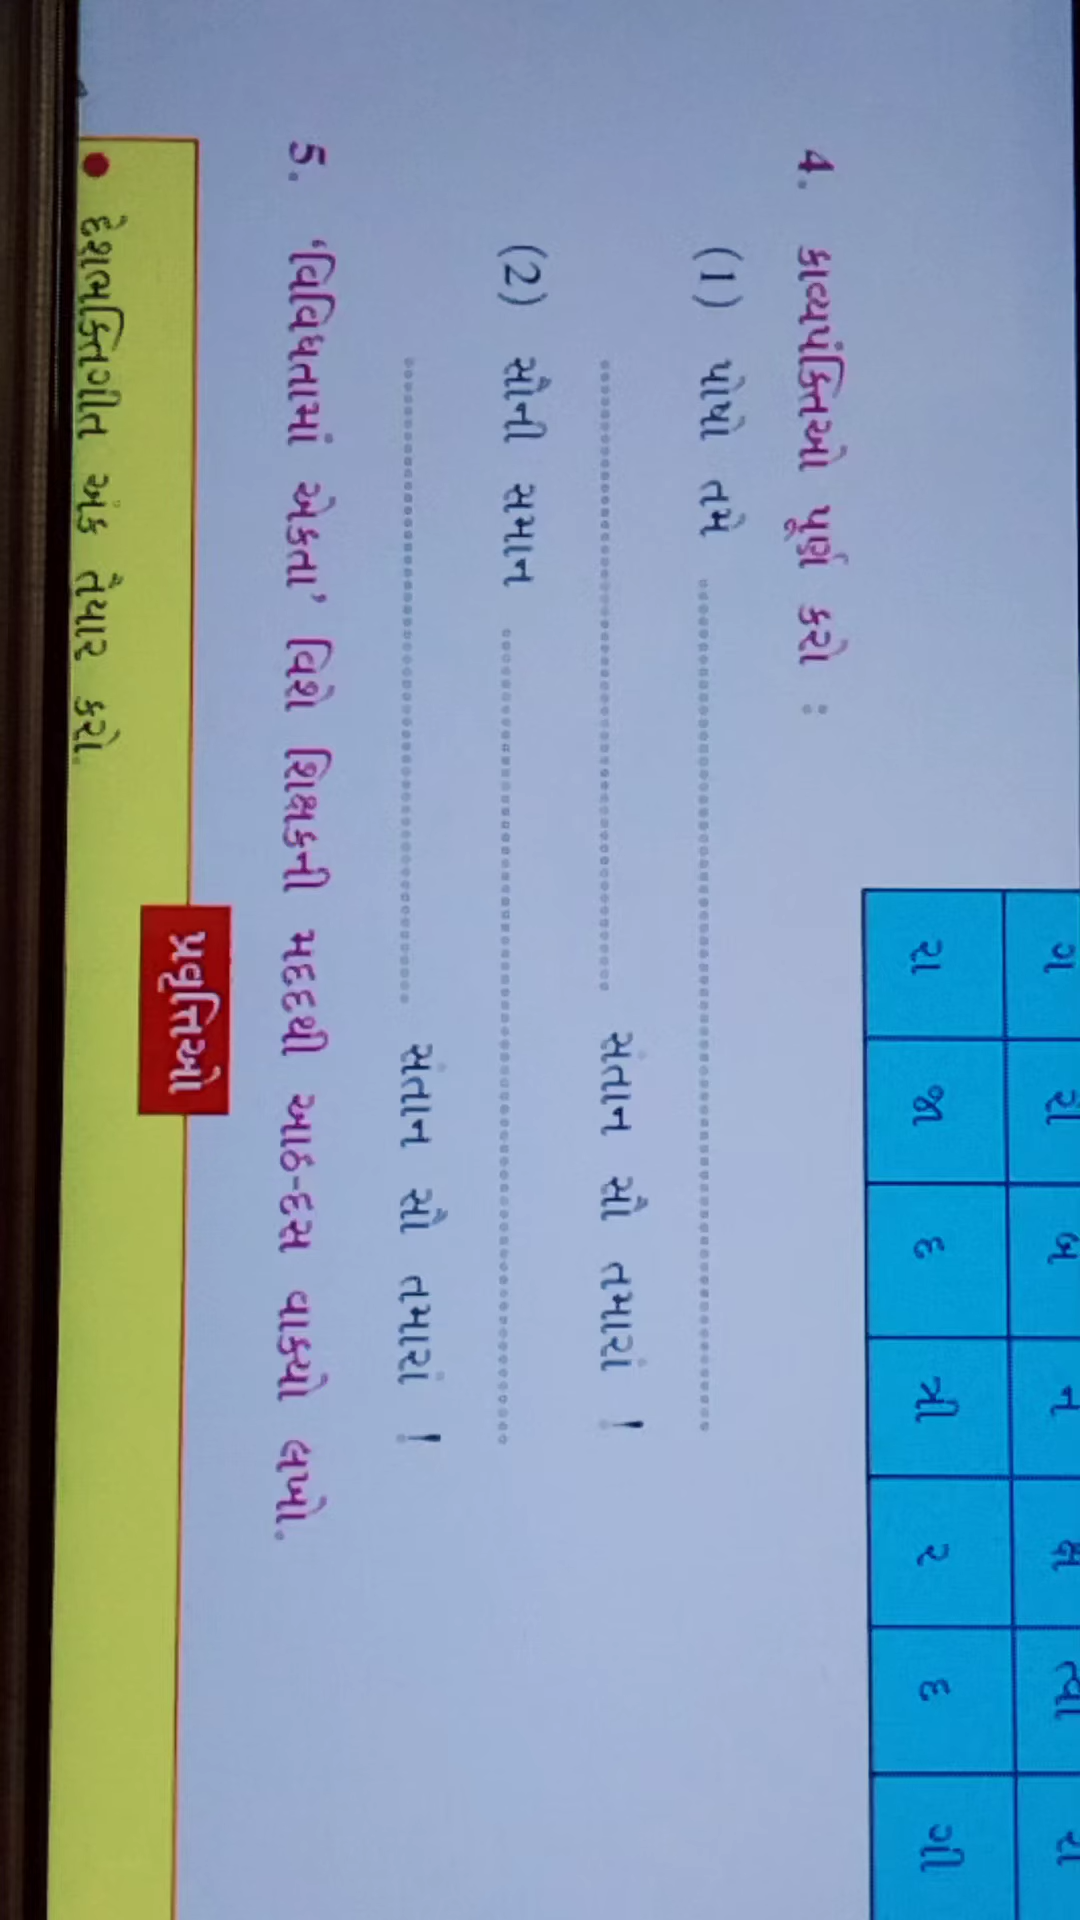 ગ રો બ ન ક્ષ ત્વા રા
રા જા દ ત્રી ર દ ગી
4. કાવ્યપંક્તિઓ પૂર્ણ કરો :
(1) પોષો તમે ........................................
........................................ સંતાન સૌ તમારાં !
(2) સૌની સમાન ........................................
........................................ સંતાન સૌ તમારાં !
5. ‘વિવિધતામાં એકતા’ વિશે શિક્ષકની મદદથી આઠ-દસ વાક્યો લખો.
પ્રવૃત્તિઓ
• દેશભક્તિગીત અંક તૈયાર કરો.